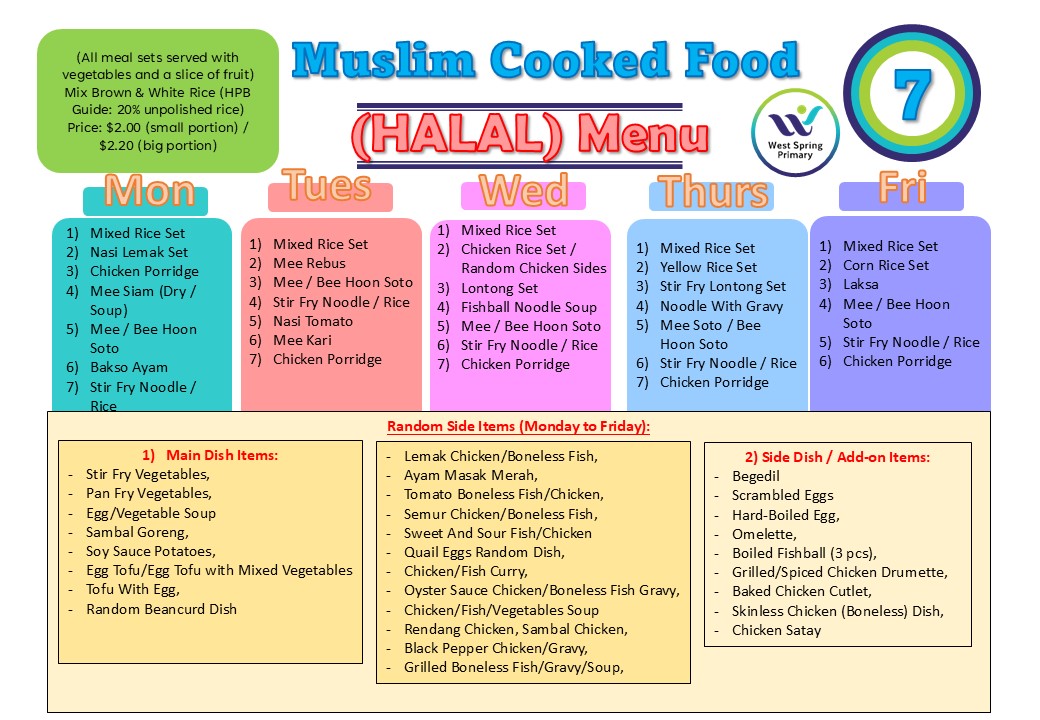 (All meal sets served with
vegetables and a slice of fruit)
Mix Brown & White Rice (HPB
Guide: 20% unpolished rice)
Price: $2.00 (small portion) /
$2.20 (big portion)
Muslim Cooked Food
(HALAL) Menu
West Spring
Primary
7
Mon
1) Mixed Rice Set
2) Nasi Lemak Set
3) Chicken Porridge
4) Mee Siam (Dry /
Soup)
5) Mee / Bee Hoon
Soto
6) Bakso Ayam
7) Stir Fry Noodle /
Rice
Tues
1) Mixed Rice Set
2) Mee Rebus
3) Mee / Bee Hoon Soto
4) Stir Fry Noodle / Rice
5) Nasi Tomato
6) Mee Kari
7) Chicken Porridge
Wed
1) Mixed Rice Set
2) Chicken Rice Set /
Random Chicken Sides
3) Lontong Set
4) Fishball Noodle Soup
5) Mee / Bee Hoon Soto
6) Stir Fry Noodle / Rice
7) Chicken Porridge
Thurs
1) Mixed Rice Set
2) Yellow Rice Set
3) Stir Fry Lontong Set
4) Noodle With Gravy
5) Mee Soto / Bee
Hoon Soto
6) Stir Fry Noodle / Rice
7) Chicken Porridge
Fri
1) Mixed Rice Set
2) Corn Rice Set
3) Laksa
4) Mee / Bee Hoon
Soto
5) Stir Fry Noodle / Rice
6) Chicken Porridge
Random Side Items (Monday to Friday):
1) Main Dish Items:
- Stir Fry Vegetables,
- Pan Fry Vegetables,
- Egg/Vegetable Soup
- Sambal Goreng,
- Soy Sauce Potatoes,
- Egg Tofu/Egg Tofu with Mixed Vegetables
- Tofu With Egg,
- Random Beancurd Dish
- Lemak Chicken/Boneless Fish,
- Ayam Masak Merah,
- Tomato Boneless Fish/Chicken,
- Semur Chicken/Boneless Fish,
- Sweet And Sour Fish/Chicken
- Quail Eggs Random Dish,
- Chicken/Fish Curry,
- Oyster Sauce Chicken/Boneless Fish Gravy,
- Chicken/Fish/Vegetables Soup
- Rendang Chicken, Sambal Chicken,
- Black Pepper Chicken/Gravy,
- Grilled Boneless Fish/Gravy/Soup,
2) Side Dish / Add-on Items:
- Begedil
- Scrambled Eggs
- Hard-Boiled Egg,
- Omelette,
- Boiled Fishball (3 pcs),
- Grilled/Spiced Chicken Drumette,
- Baked Chicken Cutlet,
- Skinless Chicken (Boneless) Dish,
- Chicken Satay